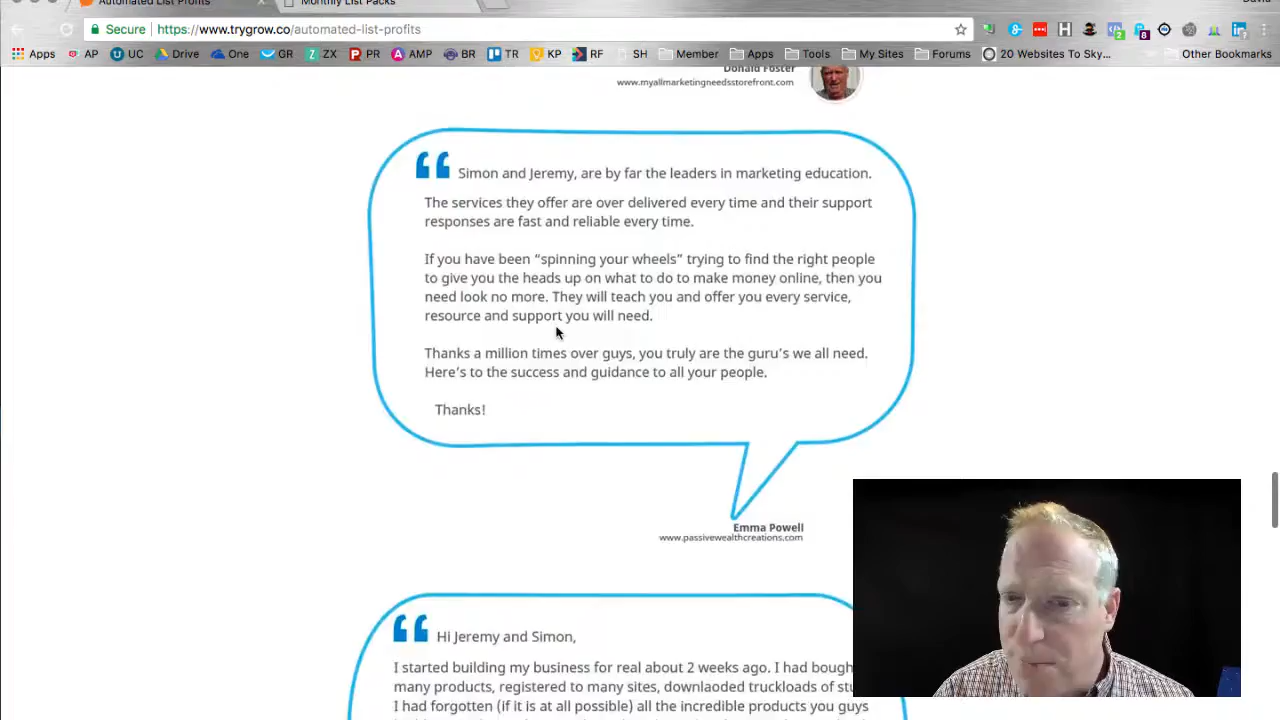 Automated List Profits
Monthly List Packs
Secure https://www.trygrow.co/automated-list-profits
Apps AP UC Drive One GR ZX PR AMP BR TR KP RF SH Member Apps Tools My Sites Forums 20 Websites To Sky... Other Bookmarks
Donald Foster
www.myallmarketingneedsstorefront.com
Simon and Jeremy, are by far the leaders in marketing education.
The services they offer are over delivered every time and their support
responses are fast and reliable every time.
If you have been “spinning your wheels” trying to find the right people
to give you the heads up on what to do to make money online, then you
need look no more. They will teach you and offer you every service,
resource and support you will need.
Thanks a million times over guys, you truly are the guru’s we all need.
Here’s to the success and guidance to all your people.
Thanks!
Emma Powell
www.passivewealthcreations.com
Hi Jeremy and Simon,
I started building my business for real about 2 weeks ago. I had bough
many products, registered to many sites, downlaoded truckloads of stu
I had forgotten (if it is at all possible) all the incredible products you guys